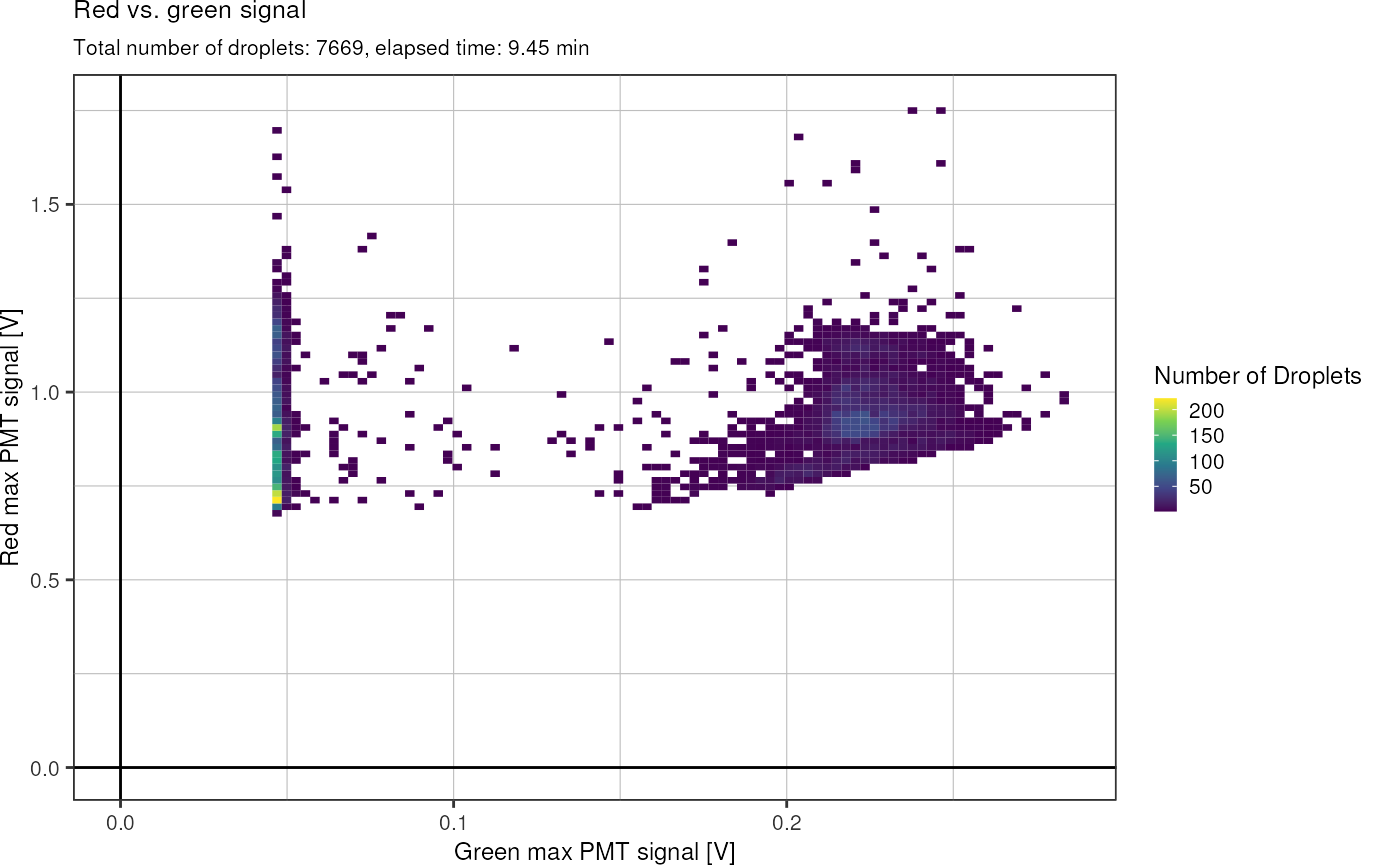 Red vs. green signal
Total number of droplets: 7669, elapsed time: 9.45 min
Red max PMT signal [V]
1.5
1.0
0.5
0.0
0.0
0.1
0.2
Green max PMT signal [V]
Number of Droplets
200
150
100
50